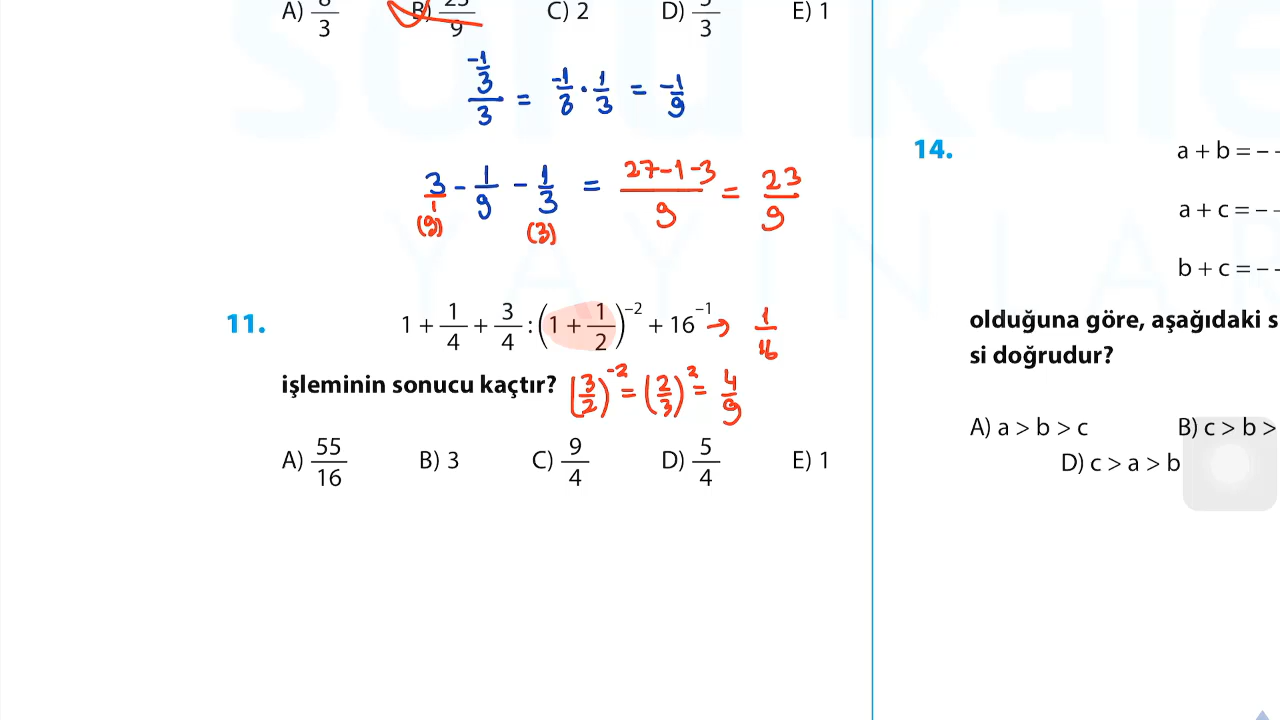 A) 8/3 B) 23/9 C) 2 D) 5/3 E) 1
-1/3 / 3 = -1/3 · 1/3 = -1/9
3/1 - 1/9 - 1/3 = 27-1-3 / 9 = 23/9
(9) (3)
11. 1 + 1/4 + 3/4 : (1 + 1/2)^–2 + 16^–1 → 1/16
işleminin sonucu kaçtır? (3/2)^-2 = (2/3)^2 = 4/9
A) 55/16 B) 3 C) 9/4 D) 5/4 E) 1
14. a + b = –
a + c = –
b + c = –
olduğuna göre, aşağıdaki s
si doğrudur?
A) a > b > c B) c > b >
D) c > a > b
soru kale
YAYINLAR